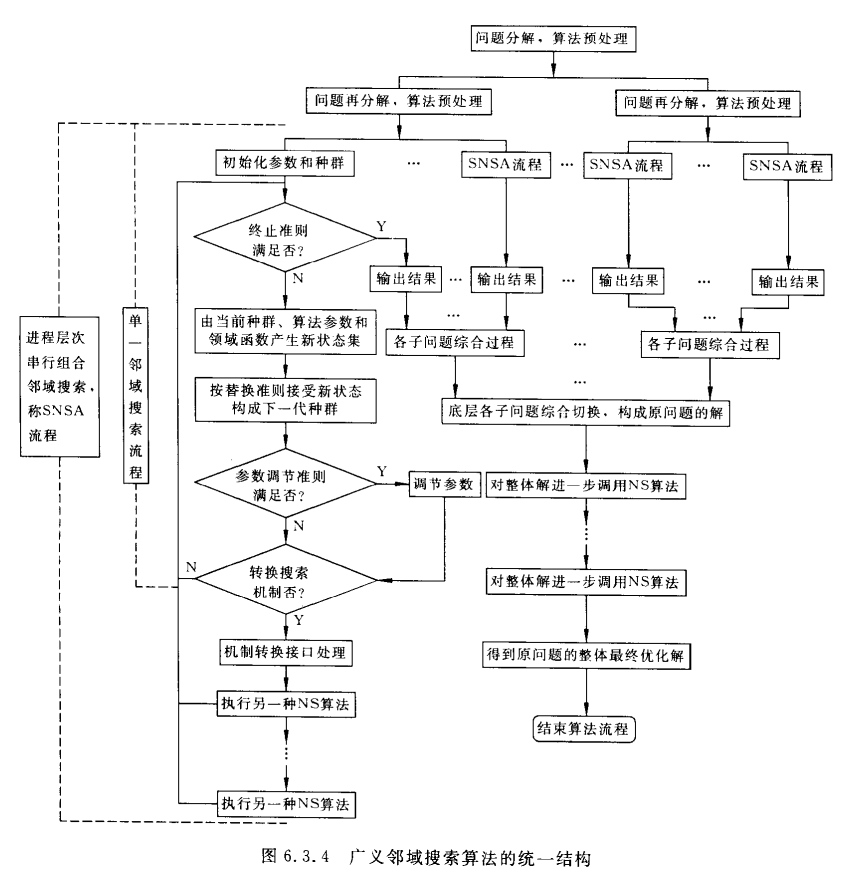 问题分解，算法预处理
问题再分解，算法预处理
问题再分解，算法预处理
初始化参数和种群
…
SNSA流程
…
SNSA流程
…
SNSA流程
终止准则
满足否?
Y
N
输出结果
…
输出结果
…
输出结果
…
输出结果
…
…
进程层次
串行组合
邻域搜索，
称SNSA
流程
单一邻域搜索流程
由当前种群、算法参数和
领域函数产生新状态集
各子问题综合过程
…
各子问题综合过程
…
按替换准则接受新状态
构成下一代种群
底层各子问题综合切换，构成原问题的解
参数调节准则
满足否?
Y
N
调节参数
对整体解进一步调用NS算法
转换搜索
机制否?
N
Y
对整体解进一步调用NS算法
机制转换接口处理
得到原问题的整体最终优化解
执行另一种NS算法
结束算法流程
执行另一种NS算法
图 6.3.4 广义邻域搜索算法的统一结构